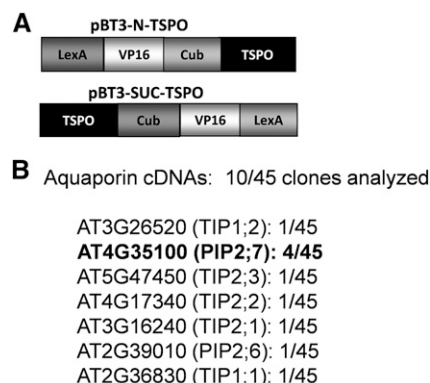 A
pBT3-N-TSPO
LexA VP16 Cub TSPO
pBT3-SUC-TSPO
TSPO Cub VP16 LexA
B Aquaporin cDNAs: 10/45 clones analyzed
AT3G26520 (TIP1;2): 1/45
AT4G35100 (PIP2;7): 4/45
AT5G47450 (TIP2;3): 1/45
AT4G17340 (TIP2;2): 1/45
AT3G16240 (TIP2;1): 1/45
AT2G39010 (PIP2;6): 1/45
AT2G36830 (TIP1;1): 1/45